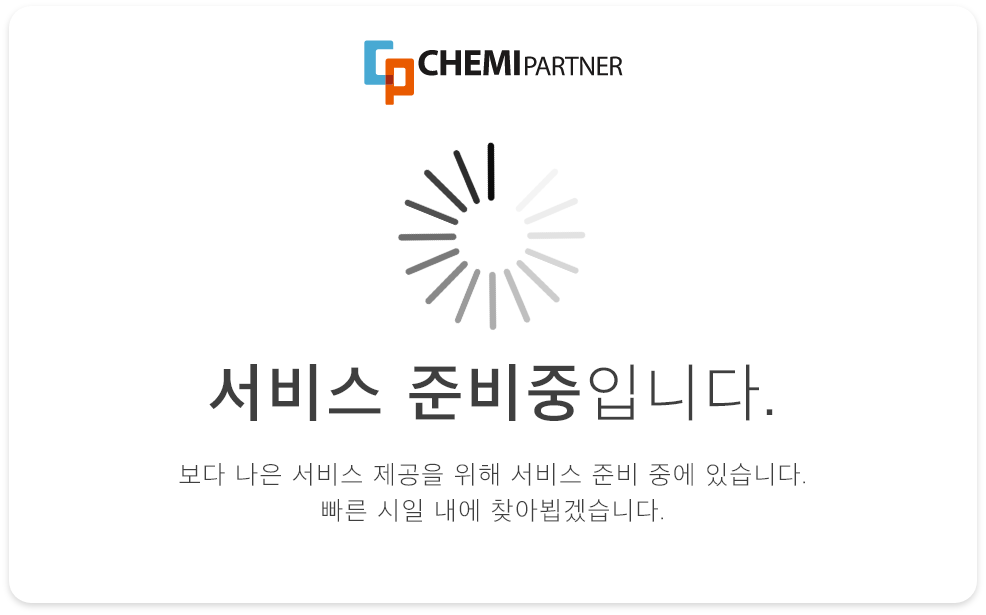 CHEMIPARTNER
서비스 준비중입니다.
보다 나은 서비스 제공을 위해 서비스 준비 중에 있습니다.
빠른 시일 내에 찾아뵙겠습니다.